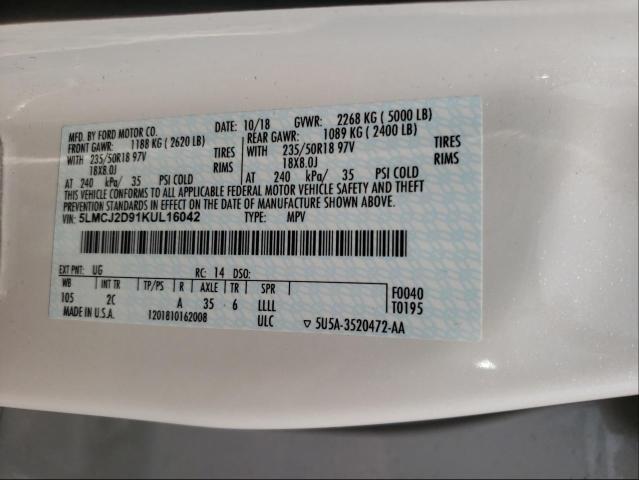 MFD. BY FORD MOTOR CO. DATE: 10/18 GVWR: 2268 KG ( 5000 LB)
FRONT GAWR: 1188 KG ( 2620 LB) REAR GAWR: 1089 KG ( 2400 LB)
WITH 235/50R18 97V TIRES WITH 235/50R18 97V TIRES
18X8.0J RIMS 18X8.0J RIMS
AT 240 kPa/ 35 PSI COLD AT 240 kPa/ 35 PSI COLD
THIS VEHICLE CONFORMS TO ALL APPLICABLE FEDERAL MOTOR VEHICLE SAFETY AND THEFT
PREVENTION STANDARDS IN EFFECT ON THE DATE OF MANUFACTURE SHOWN ABOVE.
VIN: 5LMCJ2D91KUL16042 TYPE: MPV
EXT PNT: UG RC: 14 DSO:
WB INT TR TP/PS R AXLE TR SPR F0040
105 2C A 35 6 LLLL T0195
MADE IN U.S.A. 1201810162008 ULC ▽ 5U5A-3520472-AA